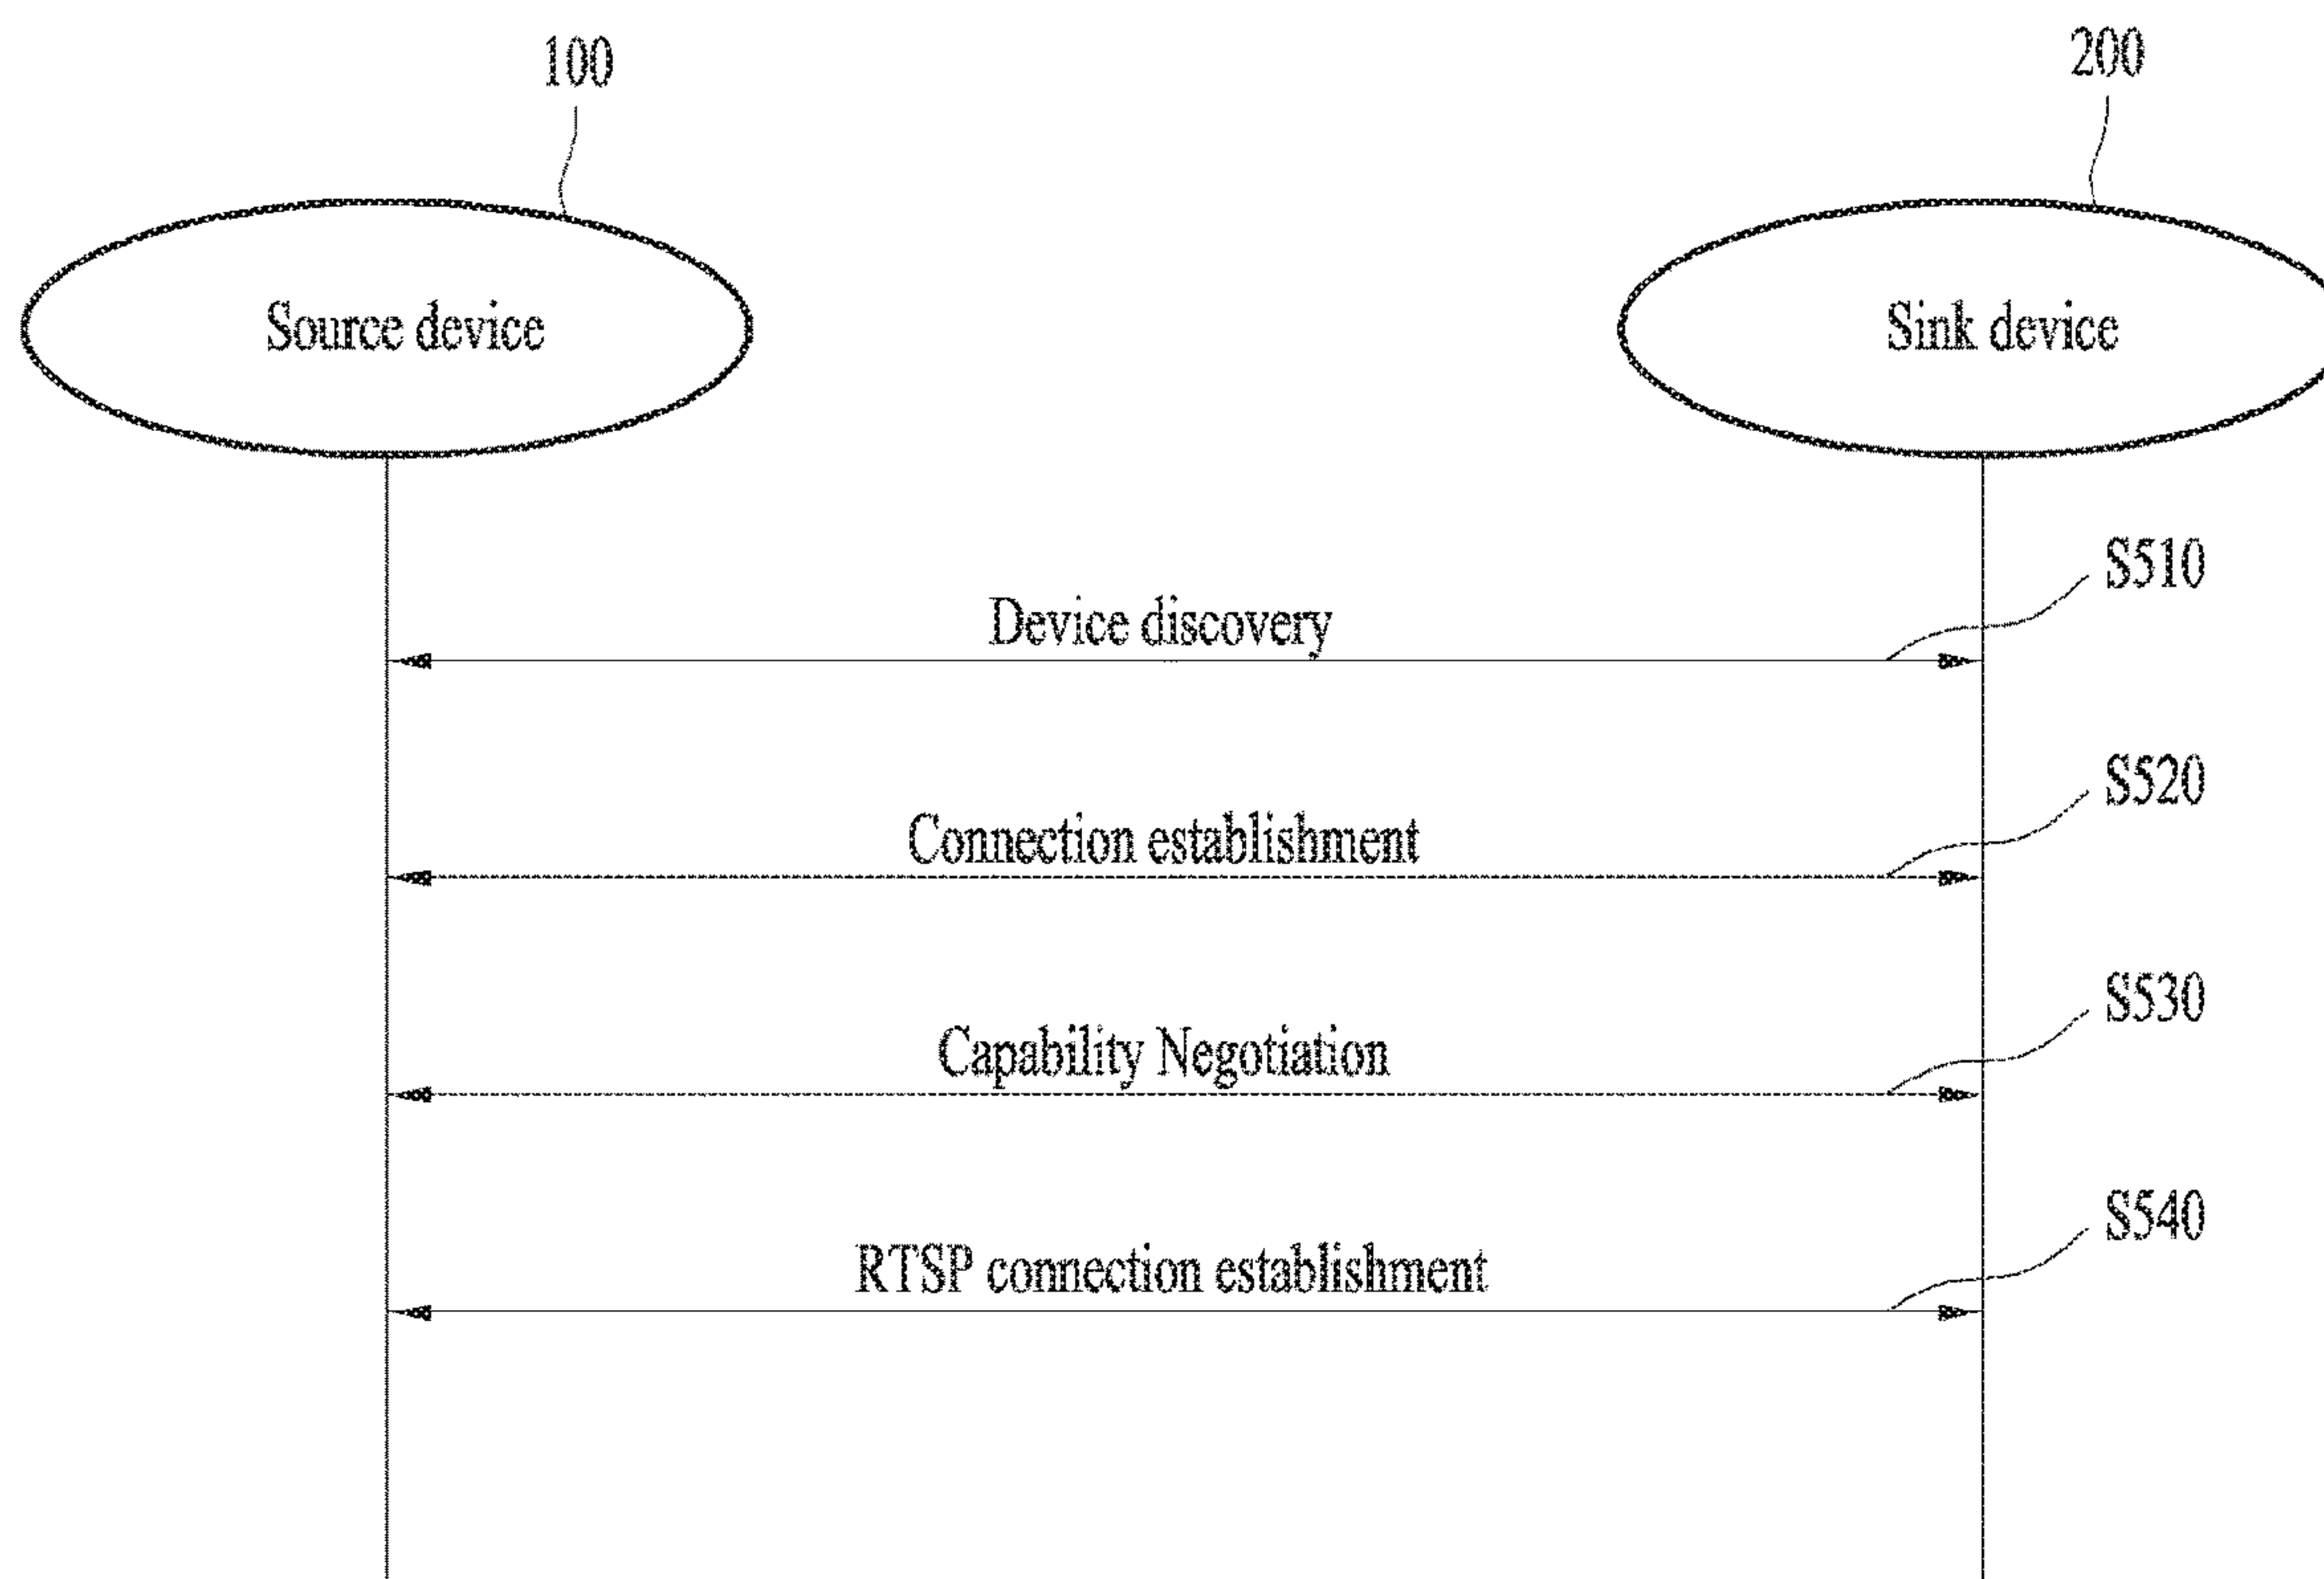 100
200
Source device
Sink device
S510
Device discovery
S520
Connection establishment
S530
Capability Negotiation
S540
RTSP connection establishment